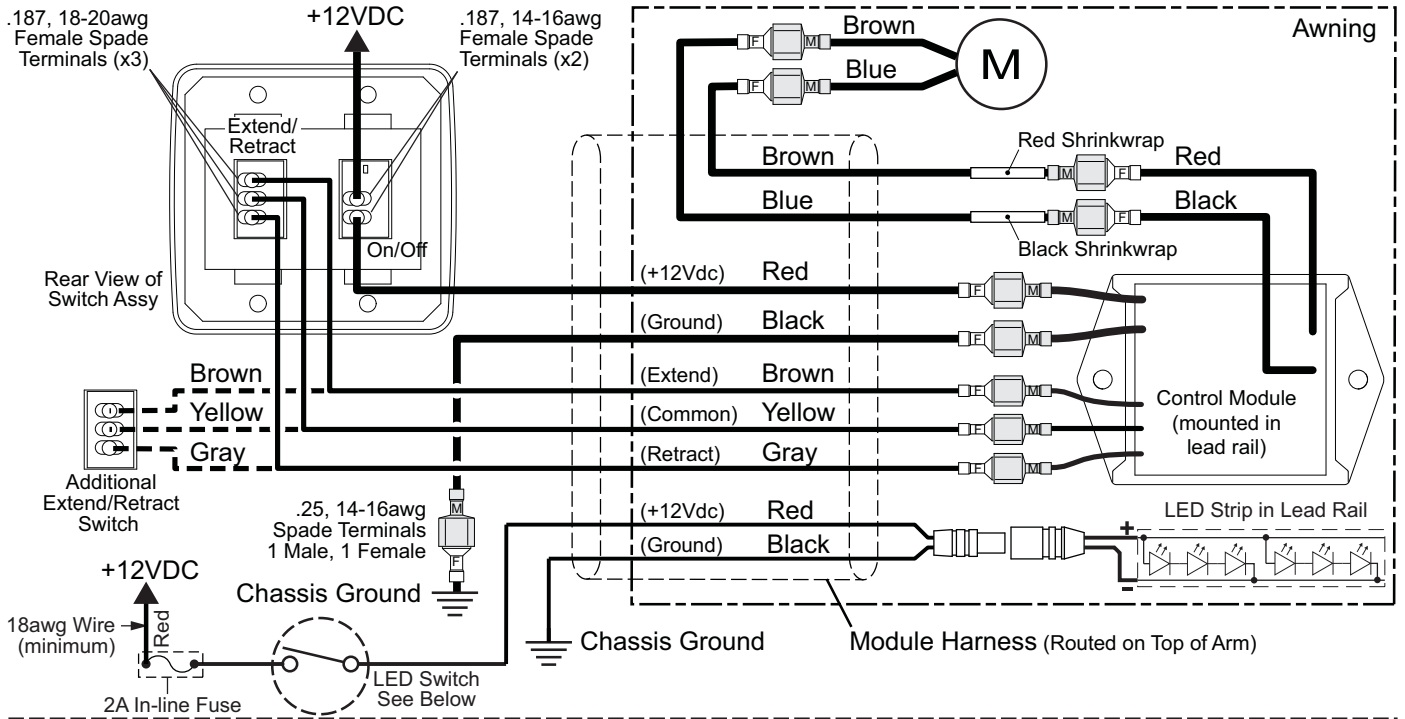 .187, 18-20awg
Female Spade
Terminals (x3)
+12VDC
.187, 14-16awg
Female Spade
Terminals (x2)
Extend/
Retract
On/Off
Rear View of
Switch Assy
Awning
F
M
Brown
F
M
Blue
M
Brown
Red Shrinkwrap
M
F
Red
Blue
Black Shrinkwrap
M
F
Black
(+12Vdc)
Red
F
M
(Ground)
Black
F
M
(Extend)
Brown
F
M
(Common)
Yellow
F
M
(Retract)
Gray
F
M
Control Module
(mounted in
lead rail)
Brown
Yellow
Gray
Additional
Extend/Retract
Switch
.25, 14-16awg
Spade Terminals
1 Male, 1 Female
M
F
Chassis Ground
(+12Vdc)
Red
(Ground)
Black
LED Strip in Lead Rail
+
-
+12VDC
18awg Wire
(minimum)
Red
2A In-line Fuse
LED Switch
See Below
Chassis Ground
Module Harness (Routed on Top of Arm)